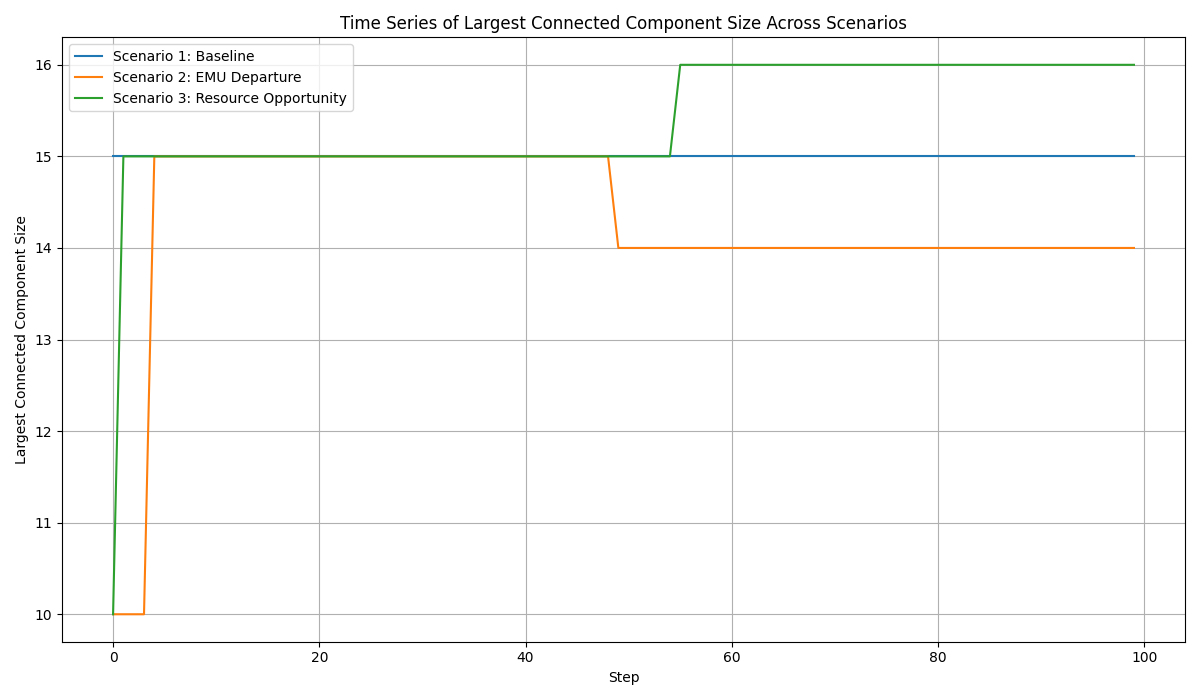 Time Series of Largest Connected Component Size Across Scenarios
Scenario 1: Baseline
Scenario 2: EMU Departure
Scenario 3: Resource Opportunity
Largest Connected Component Size
16
15
14
13
12
11
10
0 20 40 60 80 100
Step